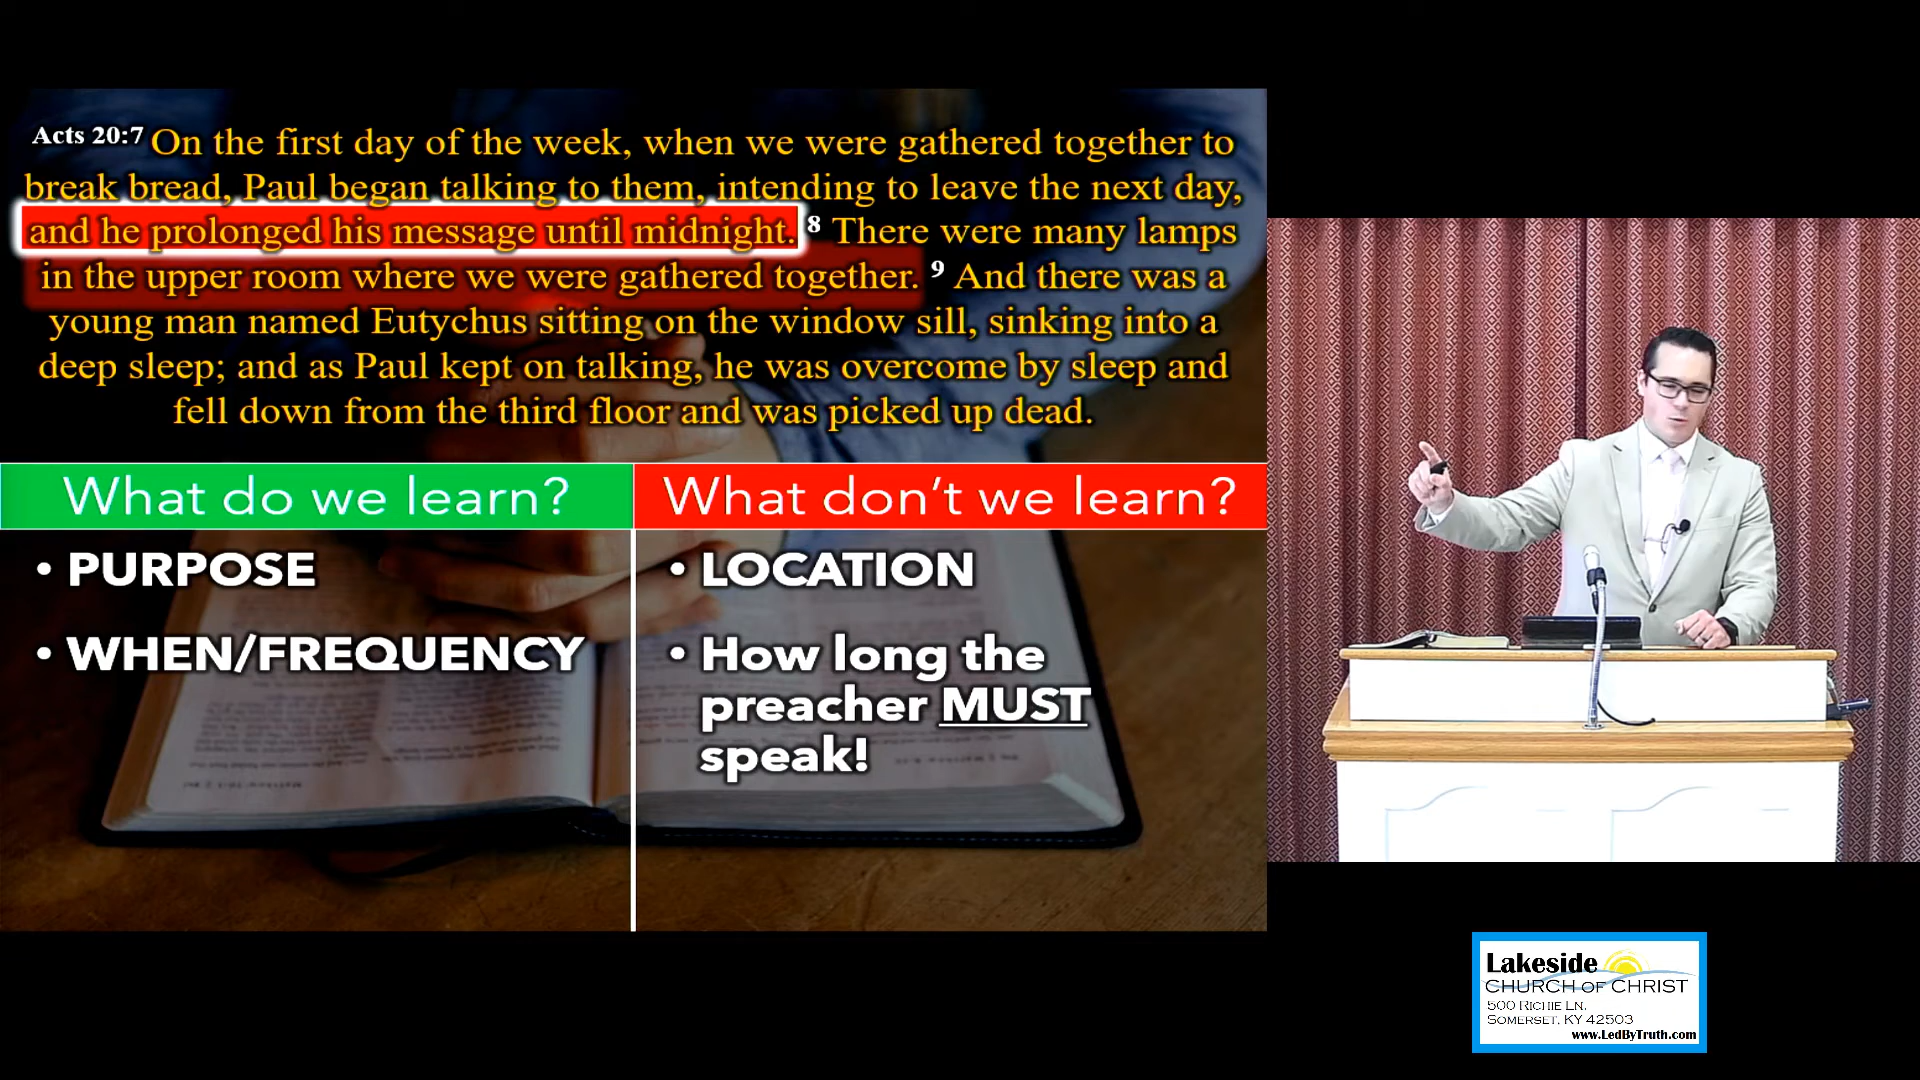 Acts 20:7 On the first day of the week, when we were gathered together to
break bread, Paul began talking to them, intending to leave the next day,
and he prolonged his message until midnight. 8 There were many lamps
in the upper room where we were gathered together. 9 And there was a
young man named Eutychus sitting on the window sill, sinking into a
deep sleep; and as Paul kept on talking, he was overcome by sleep and
fell down from the third floor and was picked up dead.
What do we learn?
• PURPOSE
• WHEN/FREQUENCY
What don't we learn?
• LOCATION
• How long the
preacher MUST
speak!
Lakeside
CHURCH OF CHRIST
500 RICHIE LN.
SOMERSET, KY 42503
www.LedByTruth.com